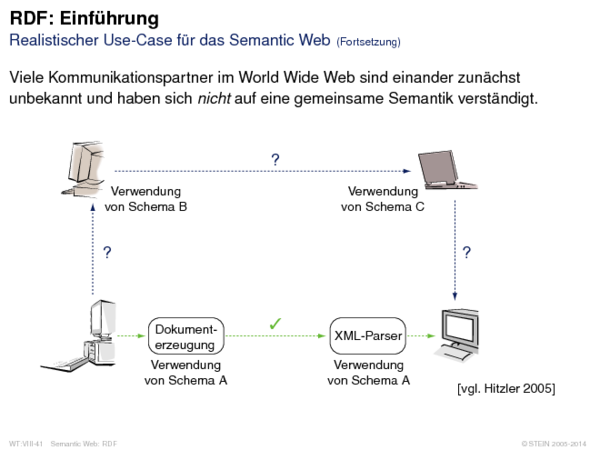 RDF: Einführung
Realistischer Use-Case für das Semantic Web (Fortsetzung)
Viele Kommunikationspartner im World Wide Web sind einander zunächst
unbekannt und haben sich nicht auf eine gemeinsame Semantik verständigt.
?
Verwendung
von Schema B
Verwendung
von Schema C
?
?
Dokument-
erzeugung
✓
XML-Parser
Verwendung
von Schema A
Verwendung
von Schema A
[vgl. Hitzler 2005]
WT:VIII-41 Semantic Web: RDF
© STEIN 2005-2014